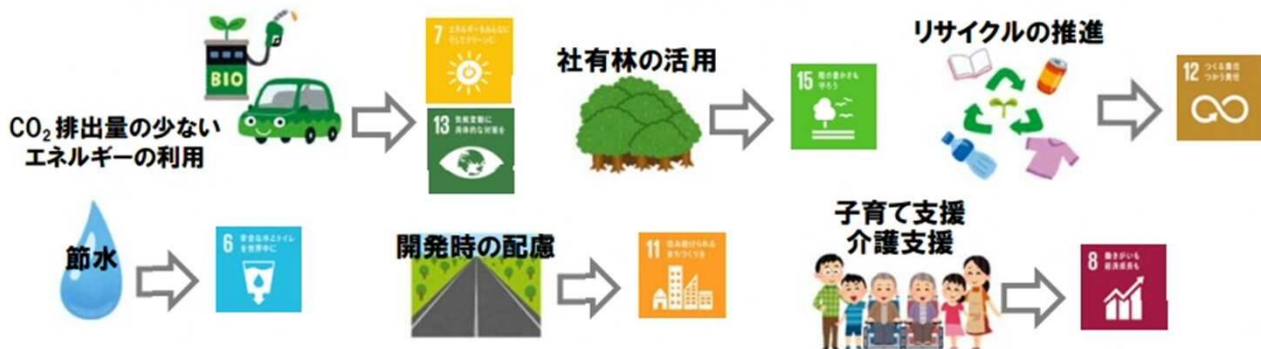 BIO
CO₂排出量の少ない
エネルギーの利用
7 エネルギーをみんなに
そしてクリーンに
13 気候変動に
具体的な対策を
社有林の活用
15 陸の豊かさも
守ろう
リサイクルの推進
12 つくる責任
つかう責任
節水
6 安全な水とトイレ
を世界中に
開発時の配慮
11 住み続けられる
まちづくりを
子育て支援
介護支援
8 働きがいも
経済成長も